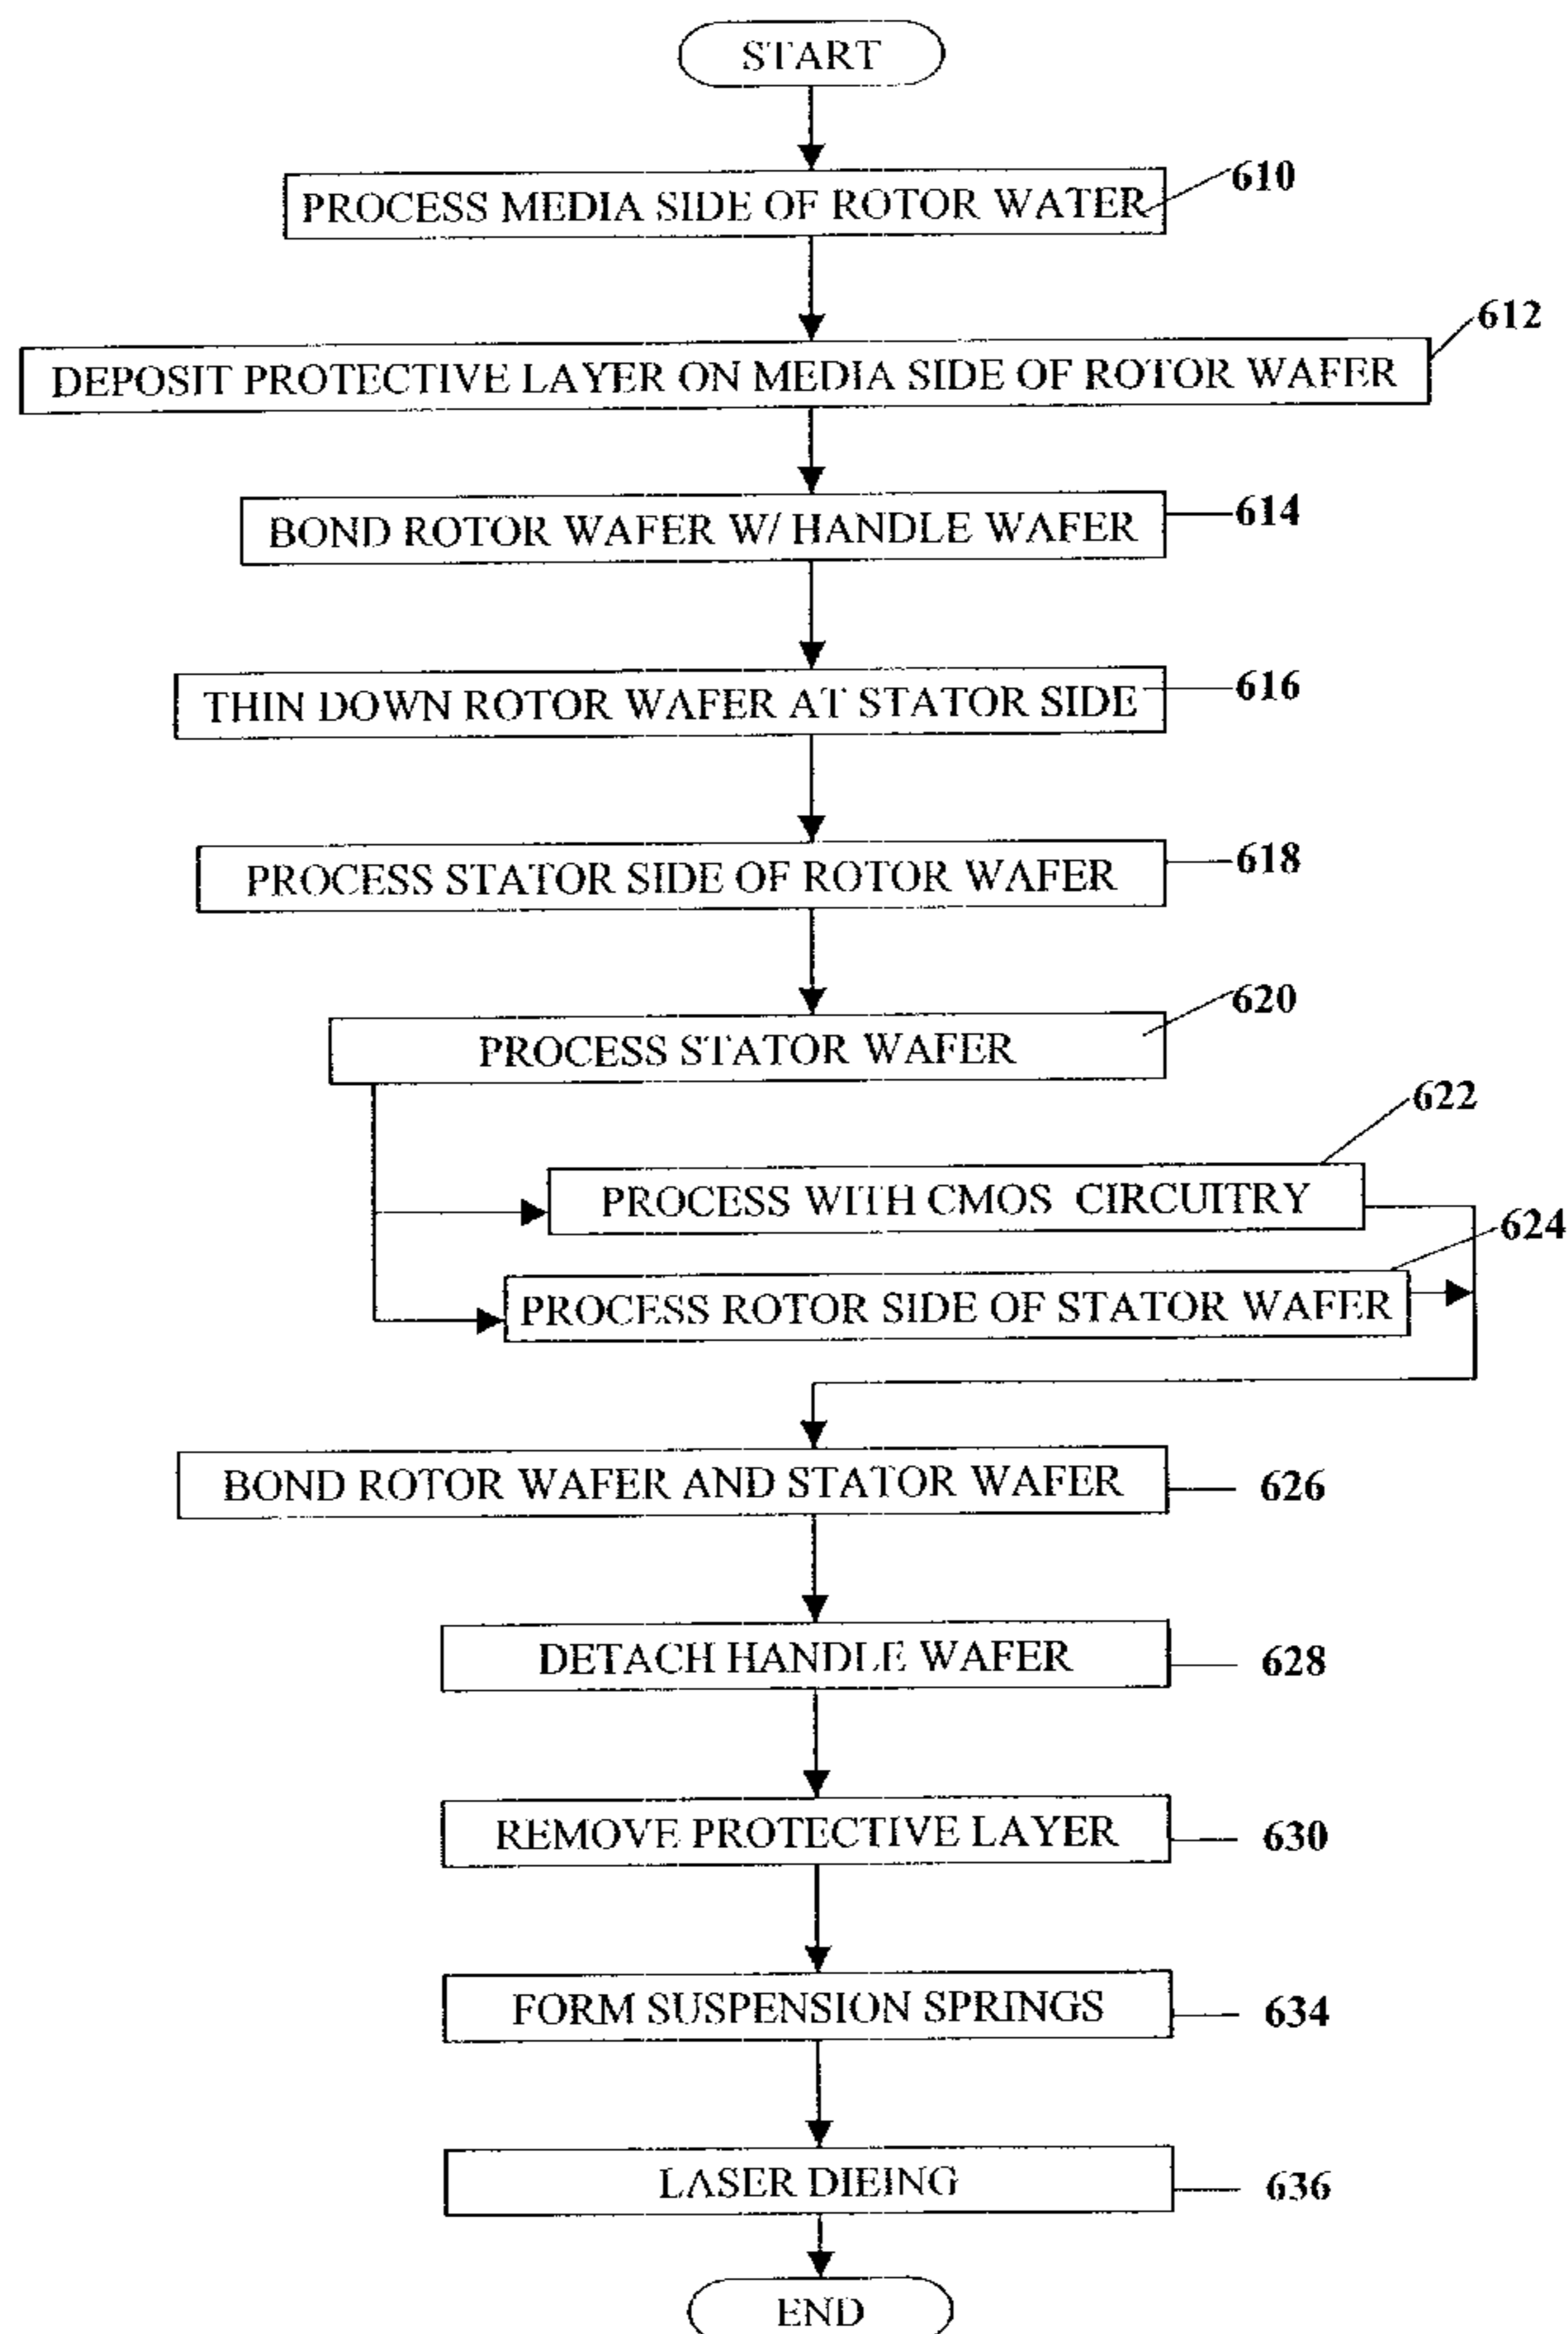 START
PROCESS MEDIA SIDE OF ROTOR WATER
610
612
DEPOSIT PROTECTIVE LAYER ON MEDIA SIDE OF ROTOR WAFER
BOND ROTOR WAFER W/ HANDLE WAFER
614
THIN DOWN ROTOR WAFER AT STATOR SIDE
616
PROCESS STATOR SIDE OF ROTOR WAFER
618
620
PROCESS STATOR WAFER
622
PROCESS WITH CMOS CIRCUITRY
624
PROCESS ROTOR SIDE OF STATOR WAFER
BOND ROTOR WAFER AND STATOR WAFER
626
DETACH HANDLE WAFER
628
REMOVE PROTECTIVE LAYER
630
FORM SUSPENSION SPRINGS
634
LASER DIEING
636
END